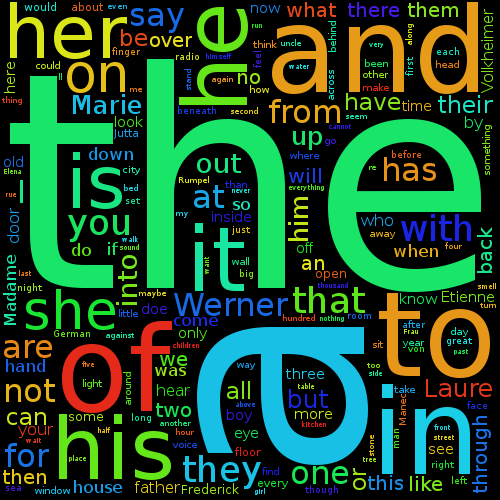 would about even
her
say
he
now what there them
be over
run
and
on
radio himself
think uncle
behind
very
along
each
head
Volkheimer
here
finger
again no
feel
water
across
been
other
first
thing
ll
me
stand
how
from
make
have time their
Marie
beneath
second
seem
by
something
look
Jutta
the
up
cannot
go
old
down
out
where
before
has
Elena
is
city
Rumpel
than
will
re
I
bed
set
at
never
so
everything
who
rue
you
my
Inside
him
away
with
back
door
do if
walk
sound
it
just
wall
off
when four
Madame
into
want
big
an
open
smell
last
night
maybe
Werner
that
thousand
know Etienne
turn
she
little
doe
room
German
against
come
hundred nothing
after
Frau
day
great
past
are
of
only
children
a
sit
year von
to
too
side
hand
five
we
was
way
three
table
take
Laure
not
light
around
hear
all
above
but
Manec
in
face
can
some
long two
another
boy
more
man
front
street
through
your
half
hour
eye
kitchen
tree
stone
see
for
wait
his
voice
floor
they
one
or
right
then
place
father
find
every
this like left
sea
window house
Frederick
girl
though